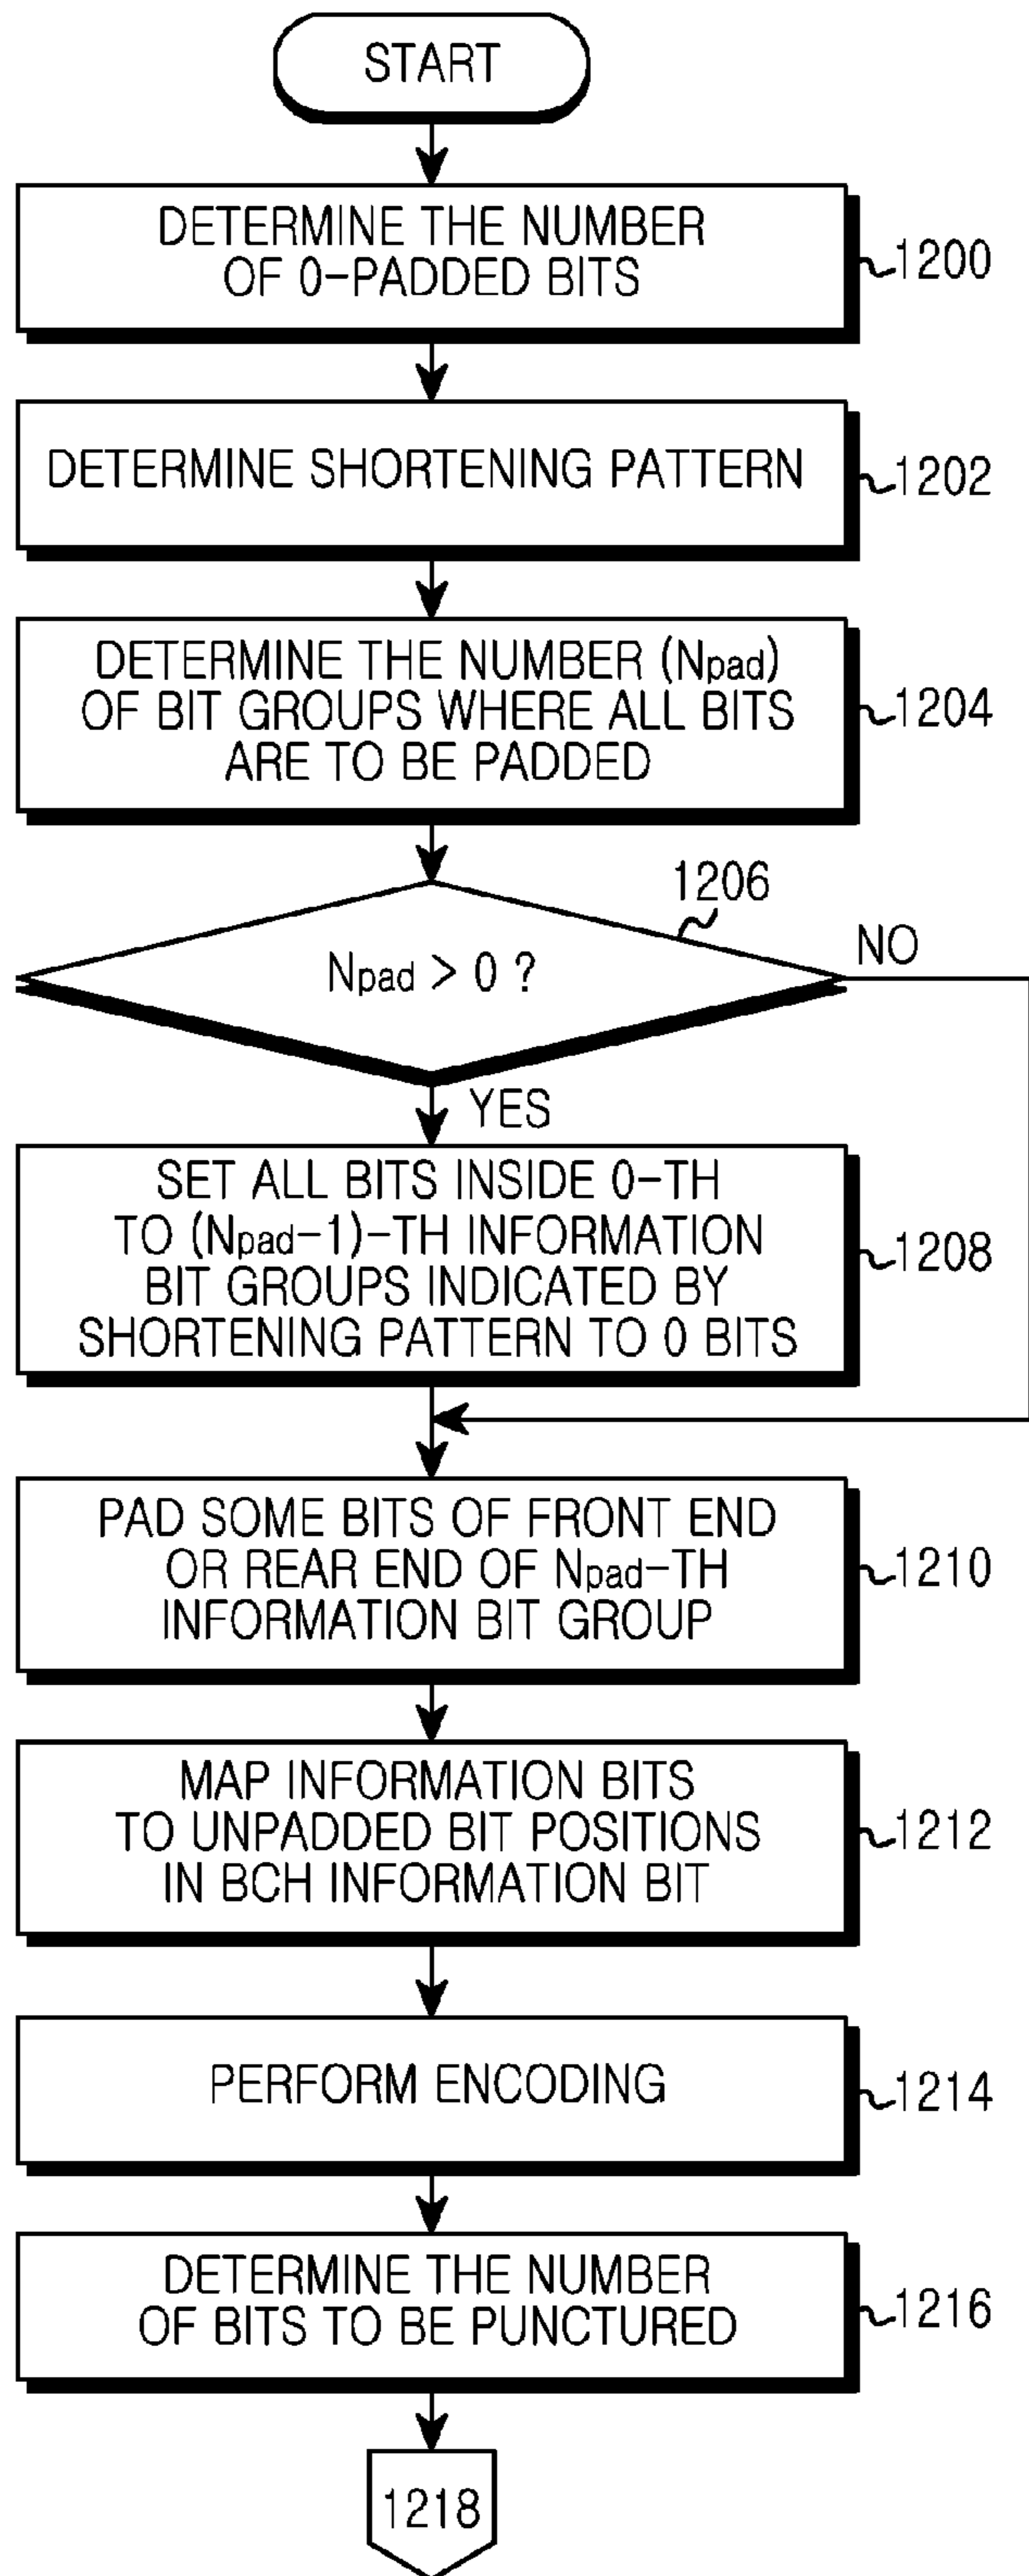 START
DETERMINE THE NUMBER
OF 0-PADDED BITS
1200
DETERMINE SHORTENING PATTERN
1202
DETERMINE THE NUMBER (Npad)
OF BIT GROUPS WHERE ALL BITS
ARE TO BE PADDED
1204
1206
Npad > 0 ?
NO
YES
SET ALL BITS INSIDE 0-TH
TO (Npad-1)-TH INFORMATION
BIT GROUPS INDICATED BY
SHORTENING PATTERN TO 0 BITS
1208
PAD SOME BITS OF FRONT END
OR REAR END OF Npad-TH
INFORMATION BIT GROUP
1210
MAP INFORMATION BITS
TO UNPADDED BIT POSITIONS
IN BCH INFORMATION BIT
1212
PERFORM ENCODING
1214
DETERMINE THE NUMBER
OF BITS TO BE PUNCTURED
1216
1218